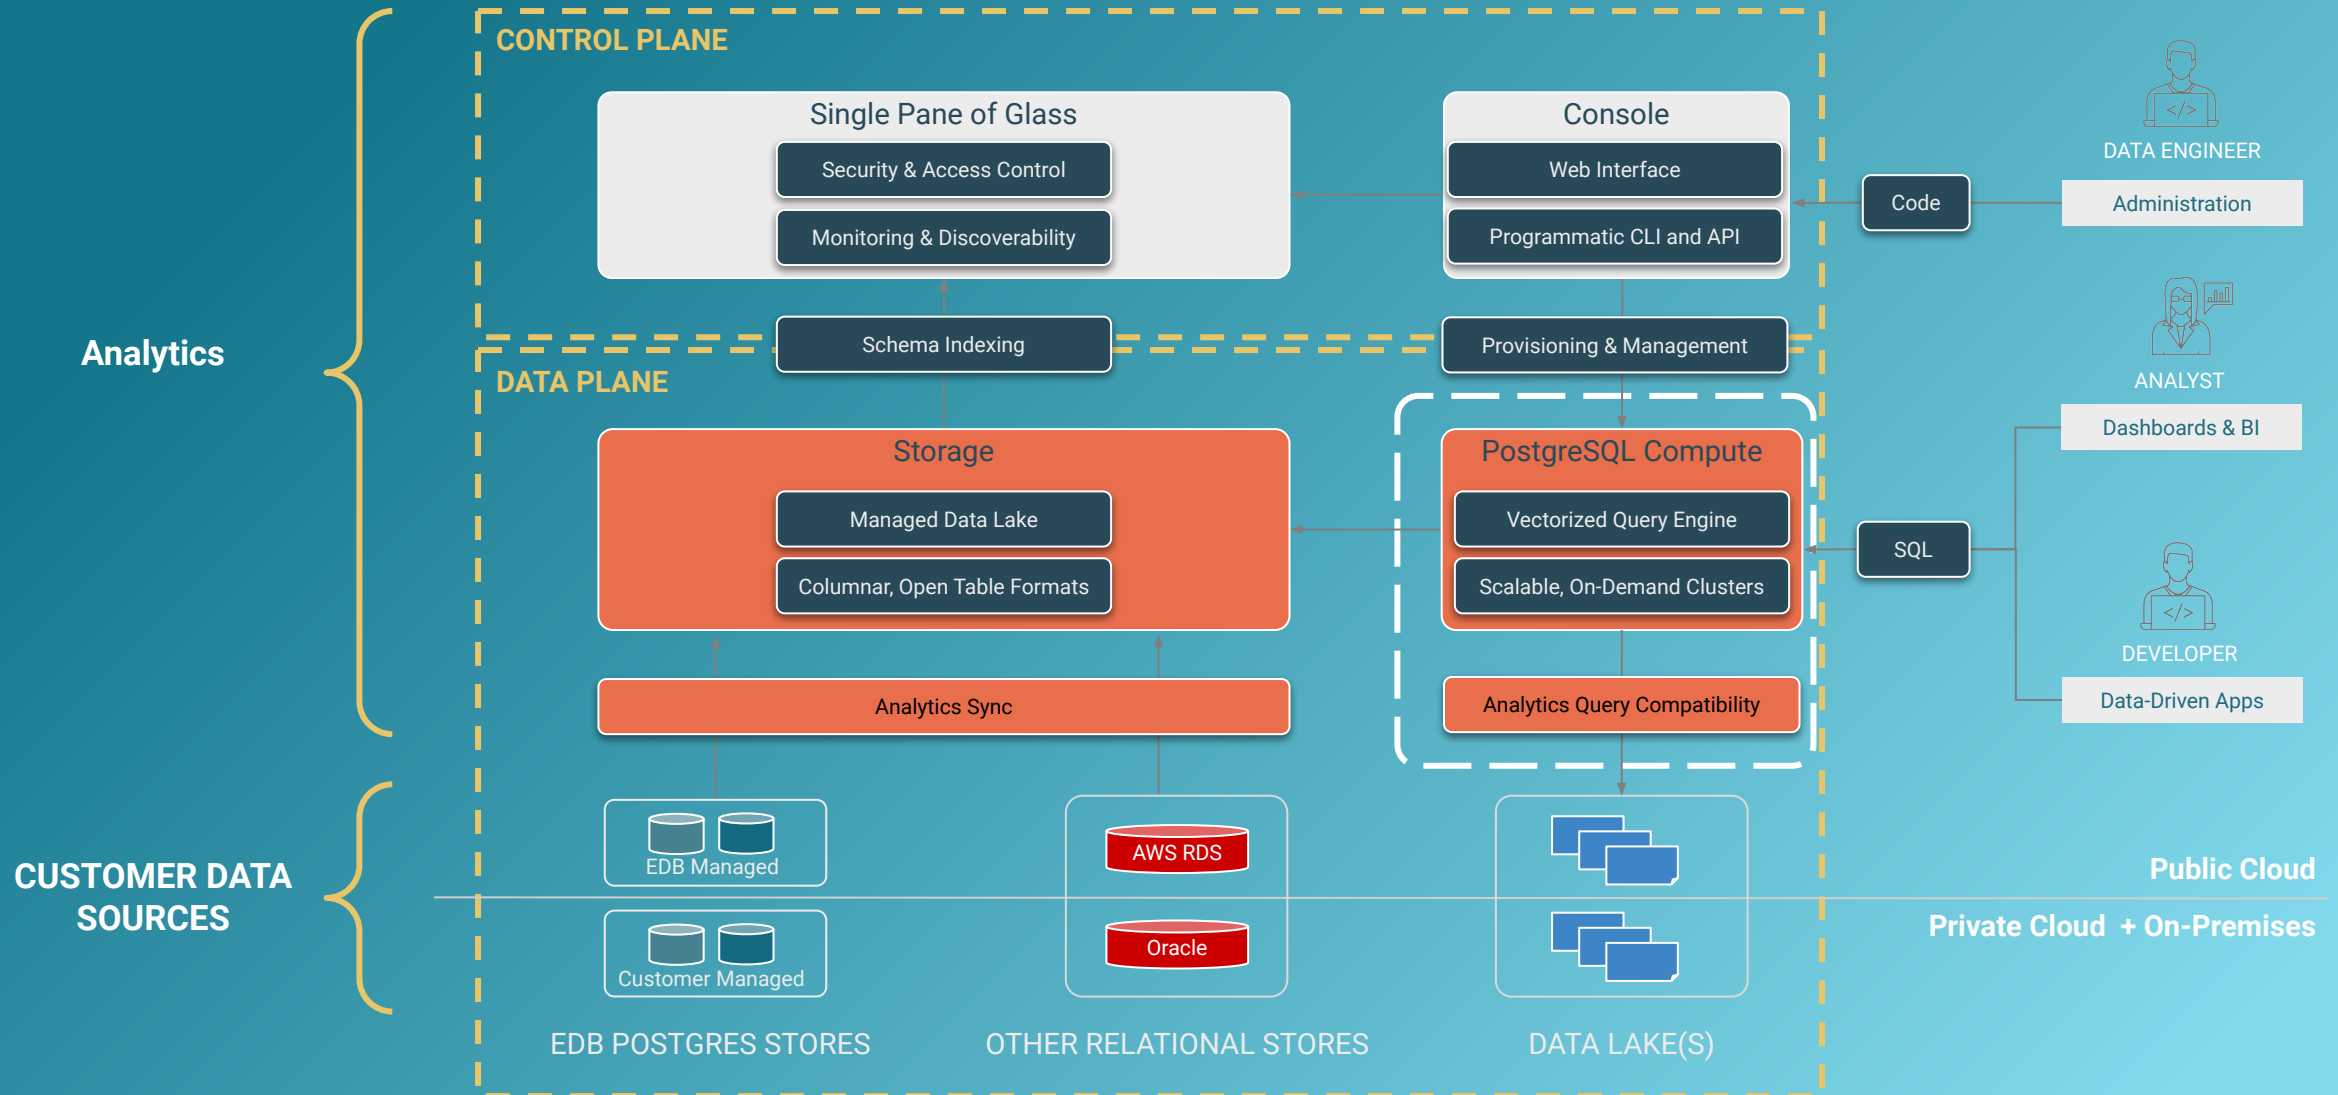 CONTROL PLANE
Single Pane of Glass
Security & Access Control
Monitoring & Discoverability
Console
Web Interface
Programmatic CLI and API
Code
DATA ENGINEER
Administration
Analytics
Schema Indexing
Provisioning & Management
DATA PLANE
ANALYST
Dashboards & BI
Storage
Managed Data Lake
Columnar, Open Table Formats
PostgreSQL Compute
Vectorized Query Engine
Scalable, On-Demand Clusters
SQL
DEVELOPER
Data-Driven Apps
Analytics Sync
Analytics Query Compatibility
CUSTOMER DATA
SOURCES
EDB Managed
Customer Managed
AWS RDS
Oracle
Public Cloud
Private Cloud + On-Premises
EDB POSTGRES STORES
OTHER RELATIONAL STORES
DATA LAKE(S)